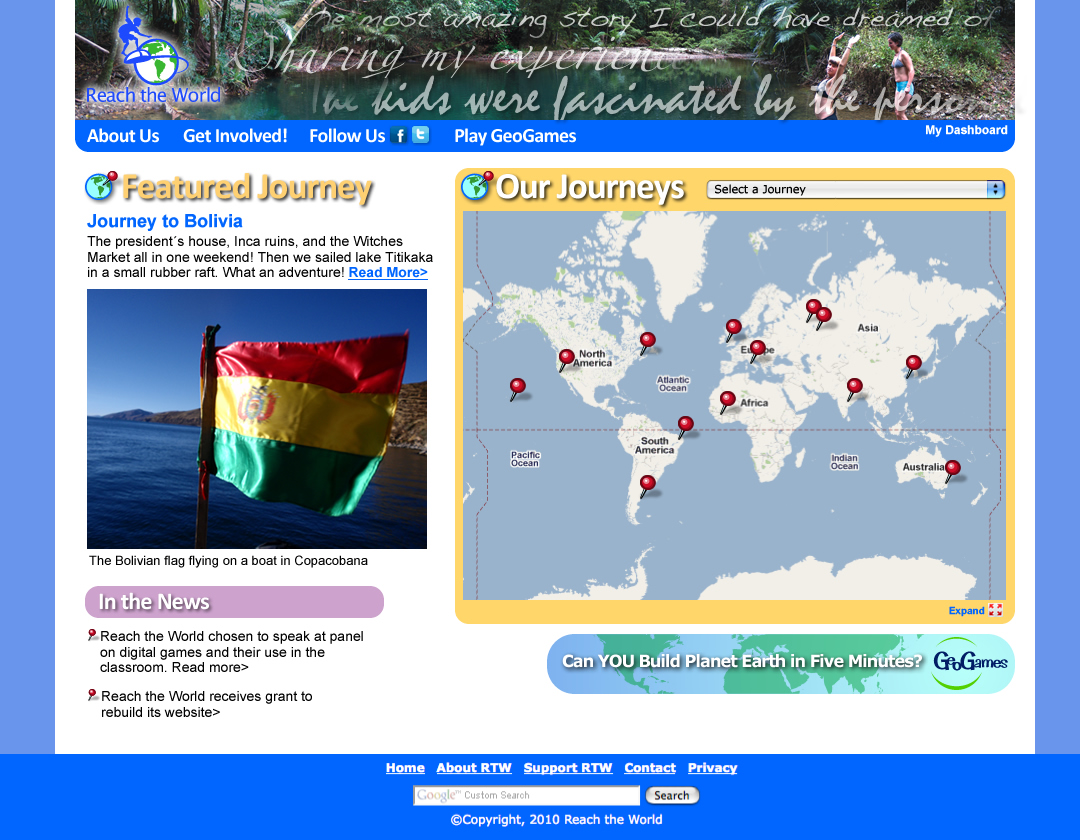 The most amazing story I could have dreamed of
Sharing my experience
The kids were fascinated by the perso
Reach the World
About Us Get Involved! Follow Us f t Play GeoGames
My Dashboard
Featured Journey
Journey to Bolivia
The president´s house, Inca ruins, and the Witches
Market all in one weekend! Then we sailed lake Titikaka
in a small rubber raft. What an adventure! Read More>
The Bolivian flag flying on a boat in Copacobana
In the News
Reach the World chosen to speak at panel
on digital games and their use in the
classroom. Read more>
Reach the World receives grant to
rebuild its website>
Our Journeys
Select a Journey
Asia
Europe
North
America
Atlantic
Ocean
Africa
South
America
Pacific
Ocean
Indian
Ocean
Australia
Expand
Can YOU Build Planet Earth in Five Minutes? GeoGames
Home About RTW Support RTW Contact Privacy
Google™ Custom Search Search
©Copyright, 2010 Reach the World